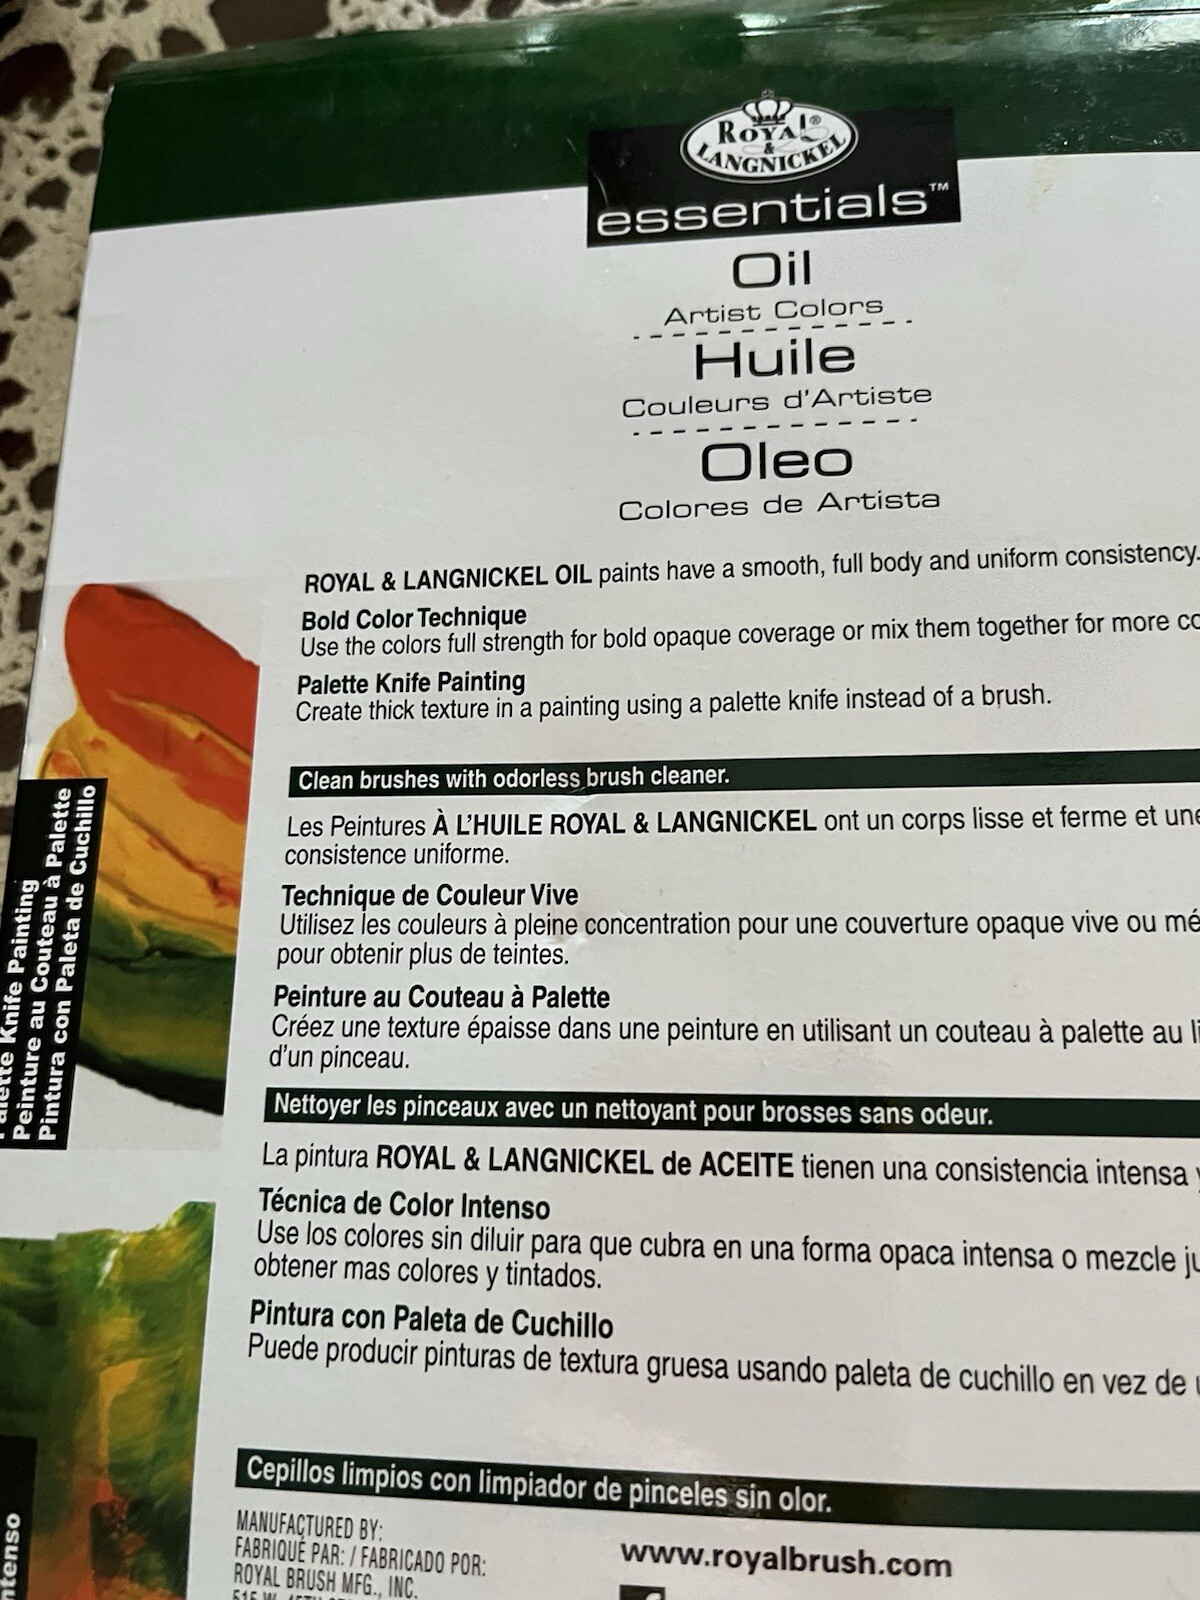 ROYAL®
&
LANGNICKEL
essentials™
Oil
Artist Colors
Huile
Couleurs d'Artiste
Oleo
Colores de Artista
ROYAL & LANGNICKEL OIL paints have a smooth, full body and uniform consistency.
Bold Color Technique
Use the colors full strength for bold opaque coverage or mix them together for more
Palette Knife Painting
Create thick texture in a painting using a palette knife instead of a brush.
Clean brushes with odorless brush cleaner.
Les Peintures À L'HUILE ROYAL & LANGNICKEL ont un corps lisse et ferme et une
consistence uniforme.
Technique de Couleur Vive
Utilisez les couleurs à pleine concentration pour une couverture opaque vive ou
pour obtenir plus de teintes.
Peinture au Couteau à Palette
Créez une texture épaisse dans une peinture en utilisant un couteau à palette au
d'un pinceau.
Nettoyer les pinceaux avec un nettoyant pour brosses sans odeur.
La pintura ROYAL & LANGNICKEL de ACEITE tienen una consistencia intensa
Técnica de Color Intenso
Use los colores sin diluir para que cubra en una forma opaca intensa o mezcle
obtener mas colores y tintados.
Pintura con Paleta de Cuchillo
Puede producir pinturas de textura gruesa usando paleta de cuchillo en vez de
Cepillos limpios con limpiador de pinceles sin olor.
MANUFACTURED BY:
FABRIQUÉ PAR: / FABRICADO POR:
ROYAL BRUSH MFG., INC.
www.royalbrush.com
Palette Knife Painting
Peinture au Couteau à Palette
Pintura con Paleta de Cuchillo